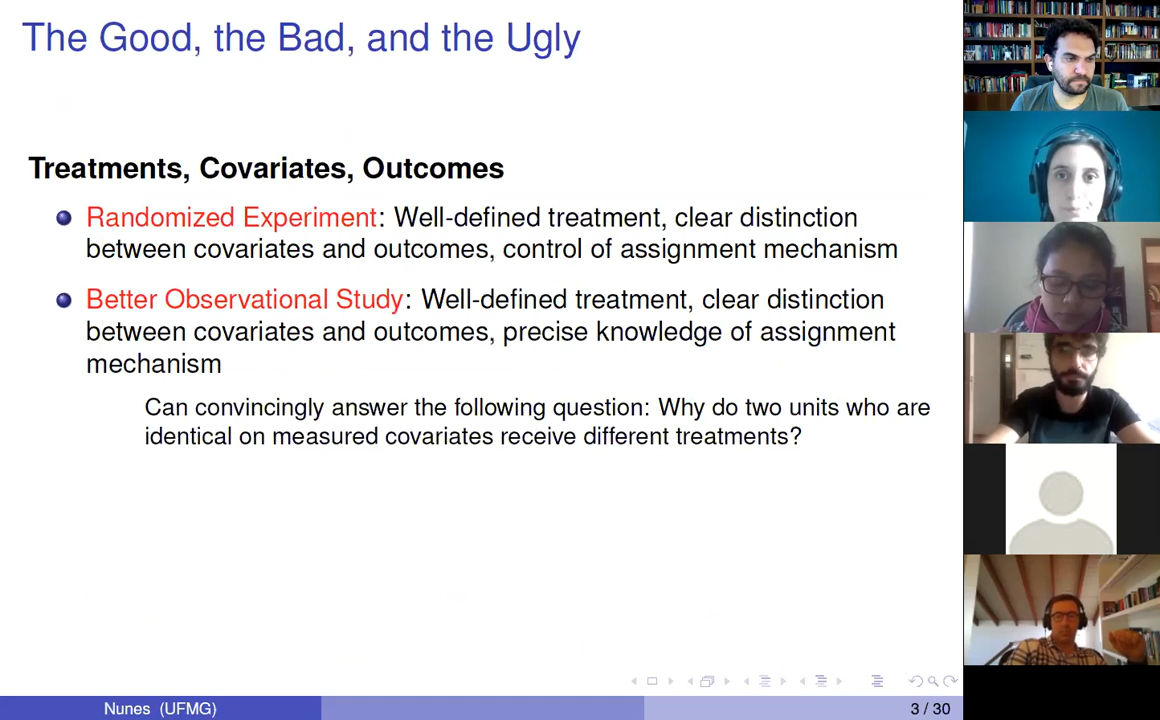 The Good, the Bad, and the Ugly
Treatments, Covariates, Outcomes
Randomized Experiment: Well-defined treatment, clear distinction
between covariates and outcomes, control of assignment mechanism
Better Observational Study: Well-defined treatment, clear distinction
between covariates and outcomes, precise knowledge of assignment
mechanism
Can convincingly answer the following question: Why do two units who are
identical on measured covariates receive different treatments?
Nunes (UFMG)
3 / 30